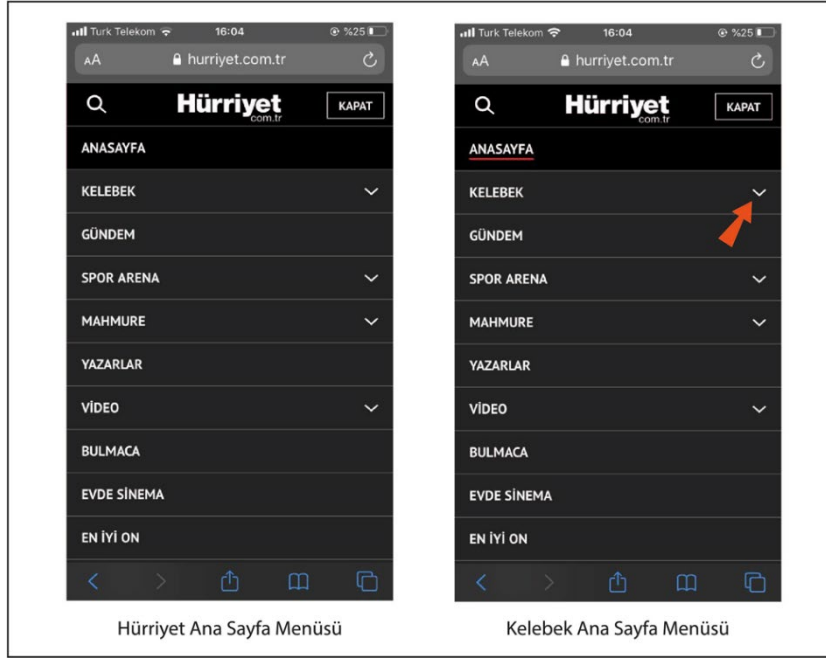 Turk Telekom 16:04 %25
AA hurriyet.com.tr
Hürriyet
com.tr
KAPAT
ANASAYFA
KELEBEK
GÜNDEM
SPOR ARENA
MAHMURE
YAZARLAR
VİDEO
BULMACA
EVDE SİNEMA
EN İYİ ON
Hürriyet Ana Sayfa Menüsü
Turk Telekom 16:04 %25
AA hurriyet.com.tr
Hürriyet
com.tr
KAPAT
ANASAYFA
KELEBEK
GÜNDEM
SPOR ARENA
MAHMURE
YAZARLAR
VİDEO
BULMACA
EVDE SİNEMA
EN İYİ ON
Kelebek Ana Sayfa Menüsü